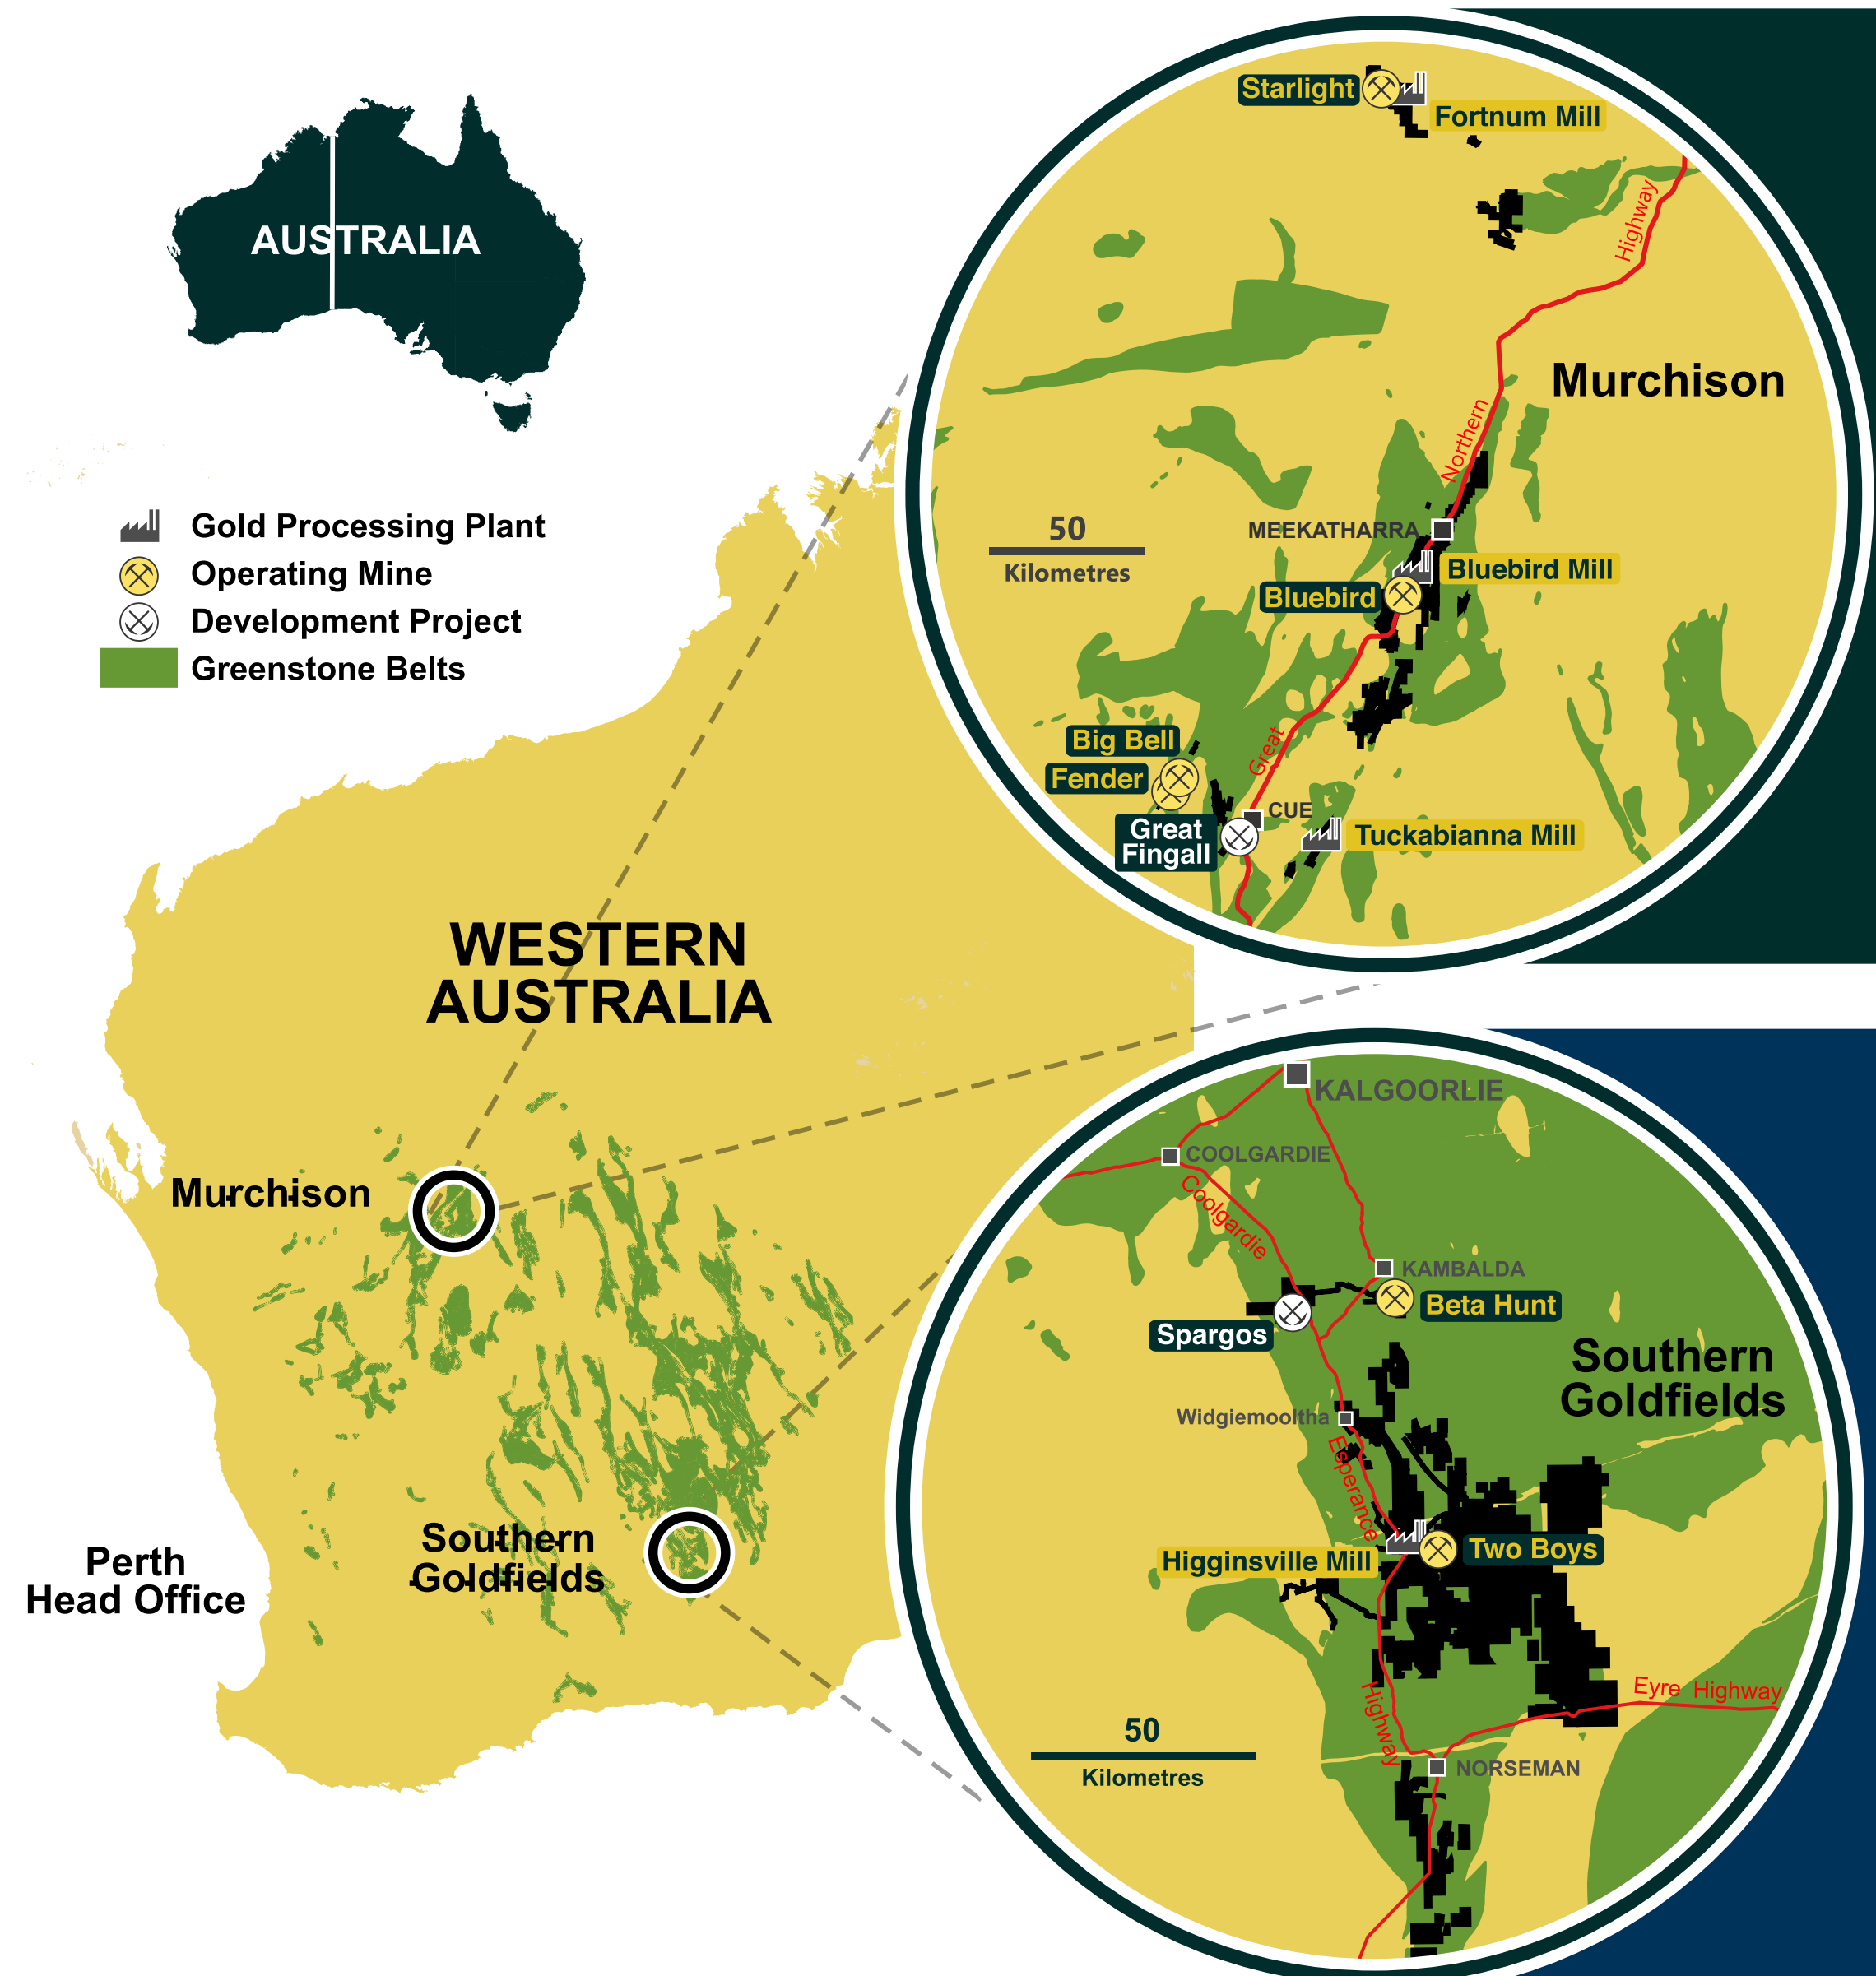 AUSTRALIA
Gold Processing Plant
Operating Mine
Development Project
Greenstone Belts
WESTERN
AUSTRALIA
Murchison
Southern
Goldfields
Perth
Head Office
Starlight
Fortnum Mill
Highway
Murchison
Northern
50
Kilometres
MEEKATHARRA
Bluebird Mill
Bluebird
Big Bell
Fender
Great
CUE
Great
Fingall
Tuckabianna Mill
KALGOORLIE
COOLGARDIE
Coolgardie
KAMBALDA
Beta Hunt
Spargos
Southern
Goldfields
Widgiemooltha
Esperance
Higginsville Mill
Two Boys
Highway
Eyre Highway
50
Kilometres
NORSEMAN